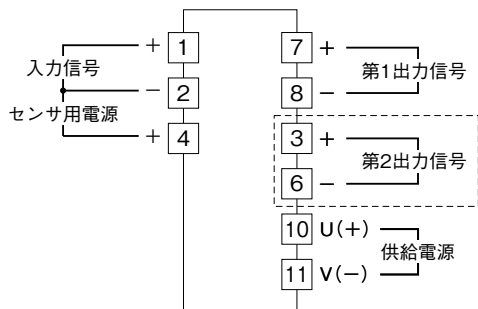 入力信号
+ 1
- 2
センサ用電源
+ 4
7 +
第1出力信号
8 -
3 +
第2出力信号
6 -
10 U(+)
供給電源
11 V(-)